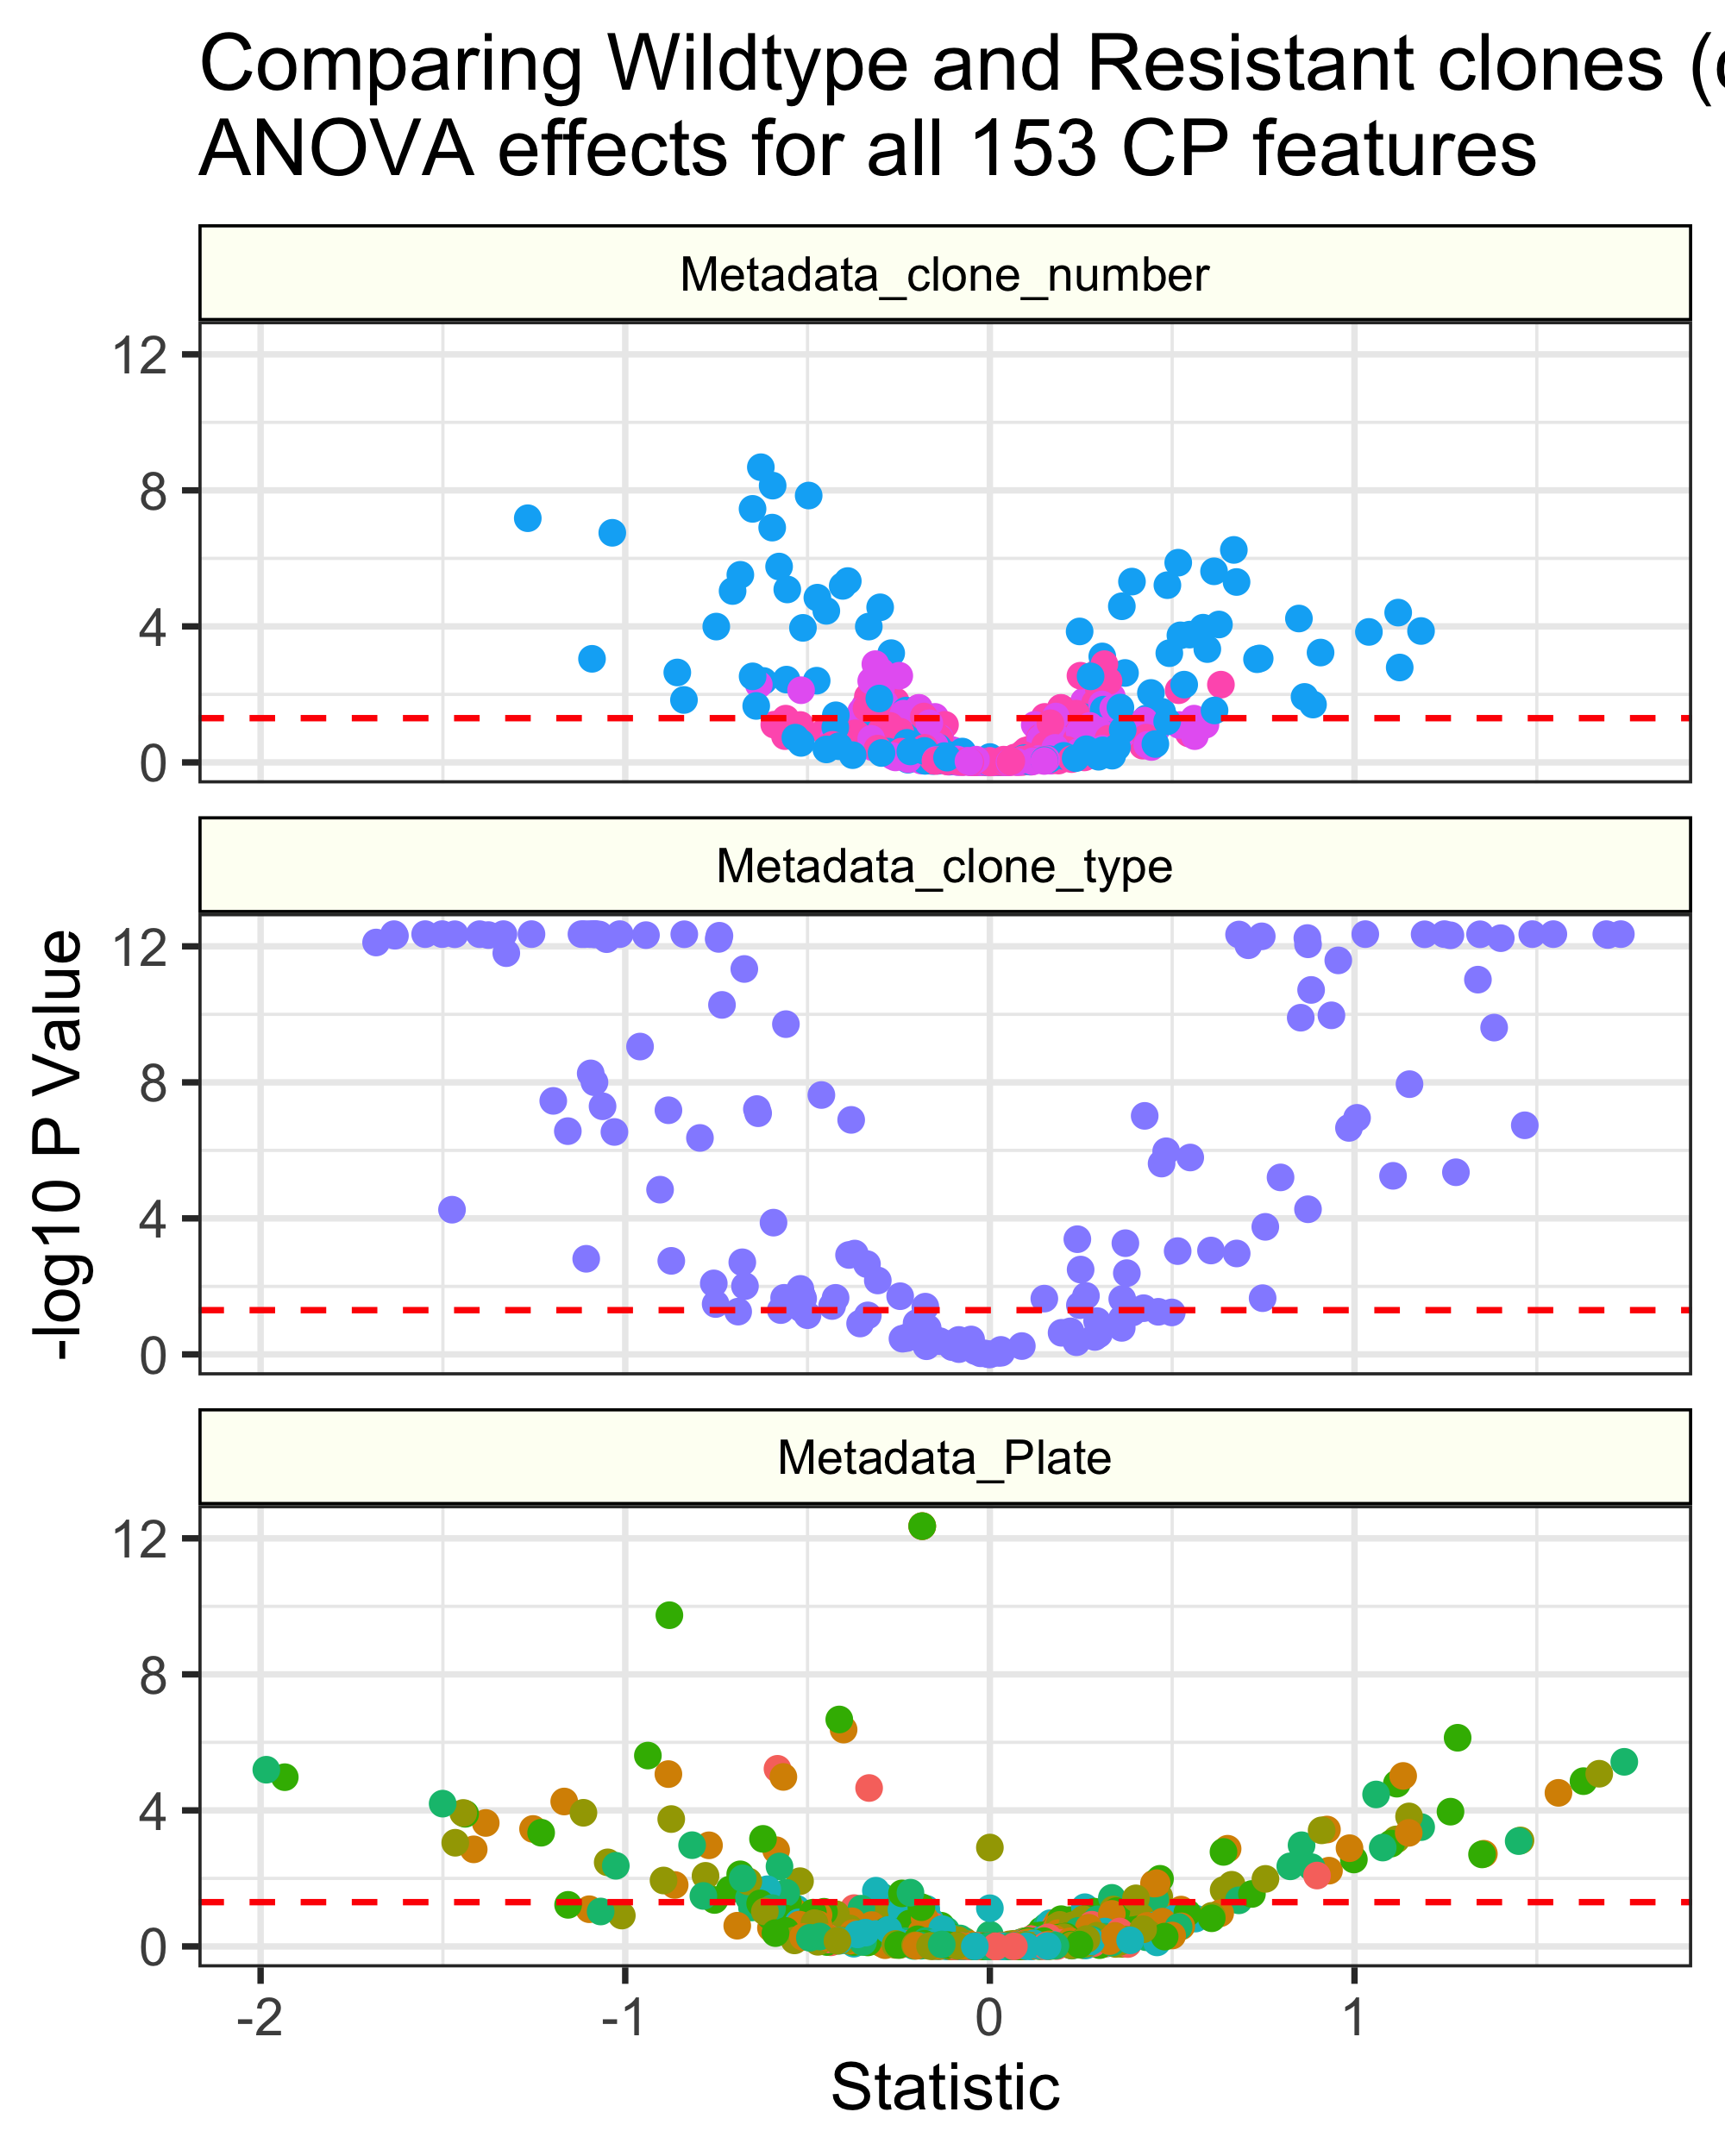 Comparing Wildtype and Resistant clones (
ANOVA effects for all 153 CP features
Metadata_clone_number
12
8
4
0
Metadata_clone_type
12
8
4
0
-log10 P Value
Metadata_Plate
12
8
4
0
-2 -1 0 1
Statistic